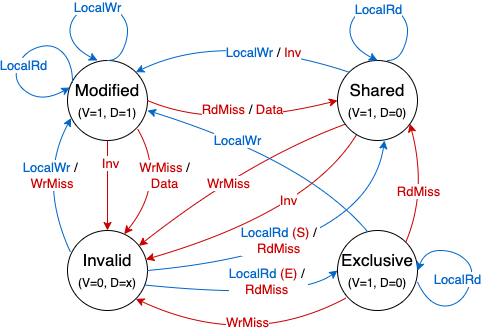 LocalWr
LocalRd
LocalRd
LocalWr / Inv
Modified
(V=1, D=1)
Shared
(V=1, D=0)
RdMiss / Data
LocalWr
Inv
WrMiss /
Data
LocalWr /
WrMiss
WrMiss
RdMiss
Inv
LocalRd (S) /
RdMiss
Invalid
(V=0, D=x)
LocalRd (E) /
RdMiss
Exclusive
(V=1, D=0)
LocalRd
WrMiss